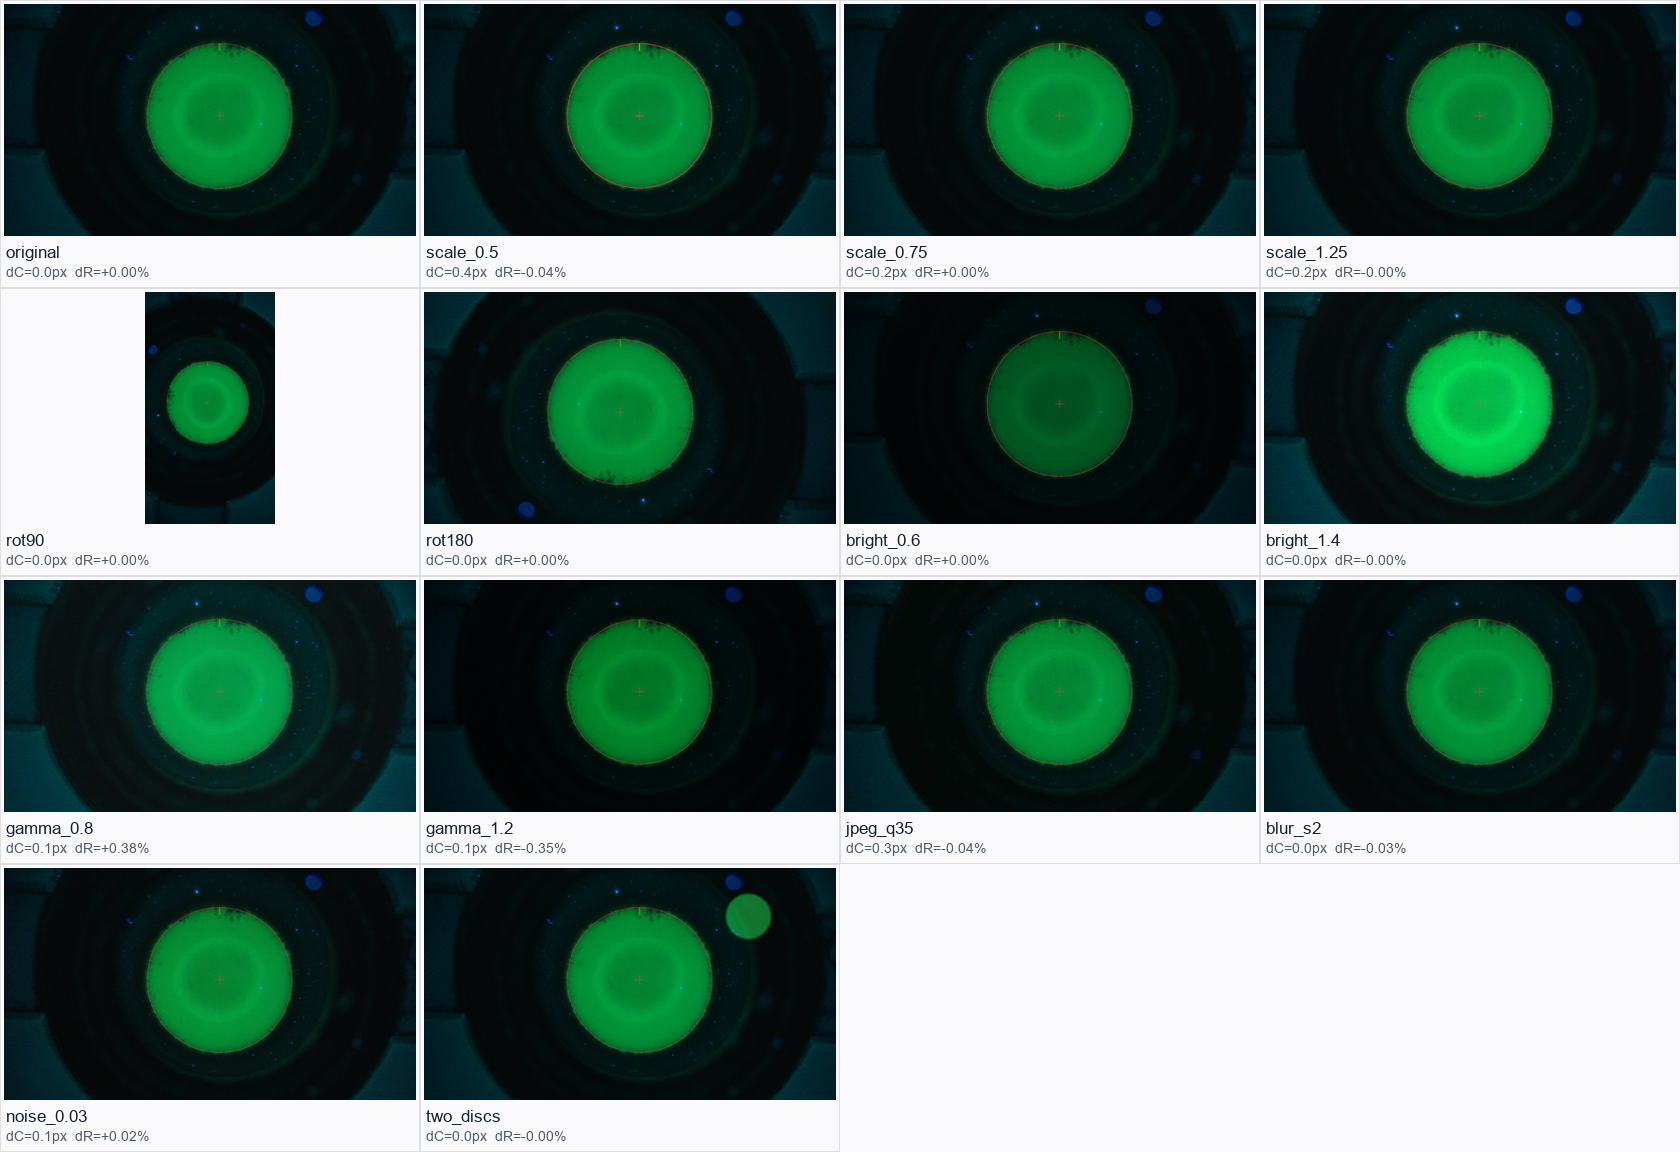 original
dC=0.0px dR=+0.00%
scale_0.5
dC=0.4px dR=-0.04%
scale_0.75
dC=0.2px dR=+0.00%
scale_1.25
dC=0.2px dR=-0.00%
rot90
dC=0.0px dR=+0.00%
rot180
dC=0.0px dR=+0.00%
bright_0.6
dC=0.0px dR=+0.00%
bright_1.4
dC=0.0px dR=-0.00%
gamma_0.8
dC=0.1px dR=+0.38%
gamma_1.2
dC=0.1px dR=-0.35%
jpeg_q35
dC=0.3px dR=-0.04%
blur_s2
dC=0.0px dR=-0.03%
noise_0.03
dC=0.1px dR=+0.02%
two_discs
dC=0.0px dR=-0.00%